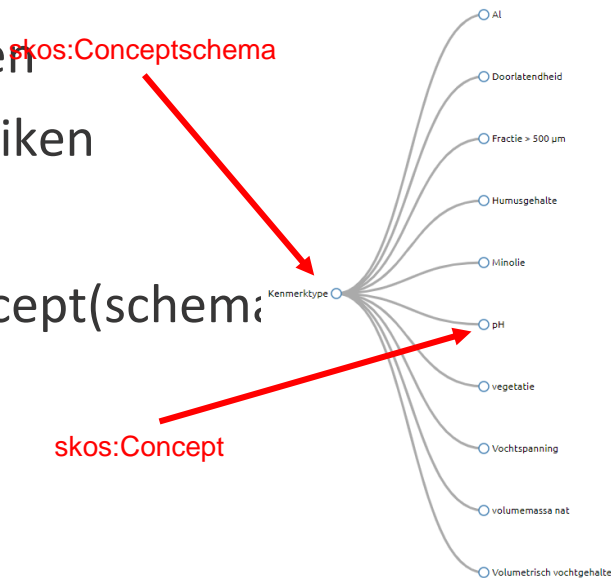 en
skos:Conceptschema
iken
cept(schema
skos:Concept
Kenmerktype
Al
Doorlatendheid
Fractie > 500 µm
Humusgehalte
Minolie
pH
vegetatie
Vochtspanning
volumemassa nat
Volumetrisch vochtgehalte